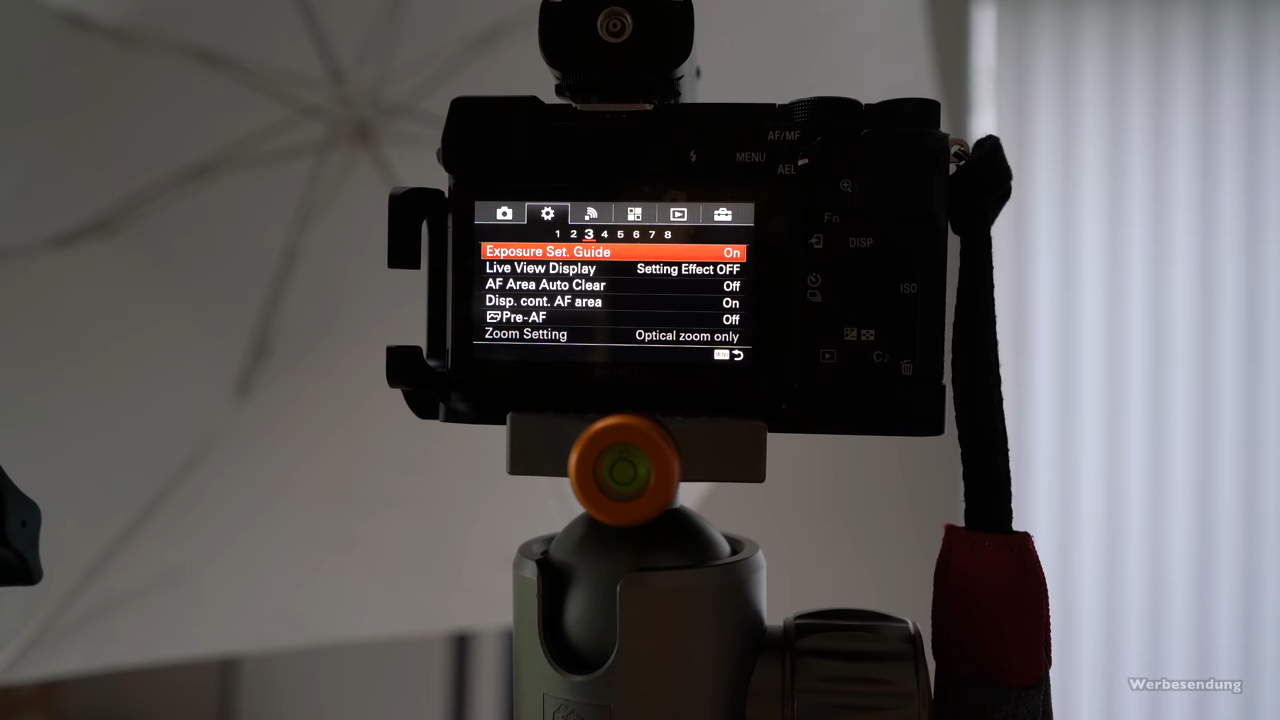 AF/MF
MENU
AEL
1 2 3 4 5 6 7 8
Exposure Set. Guide On
Live View Display Setting Effect OFF
AF Area Auto Clear Off
Disp. cont. AF area On
Pre-AF Off
Zoom Setting Optical zoom only
MENU
Fn
DISP
ISO
C2
SONY
Werbesendung